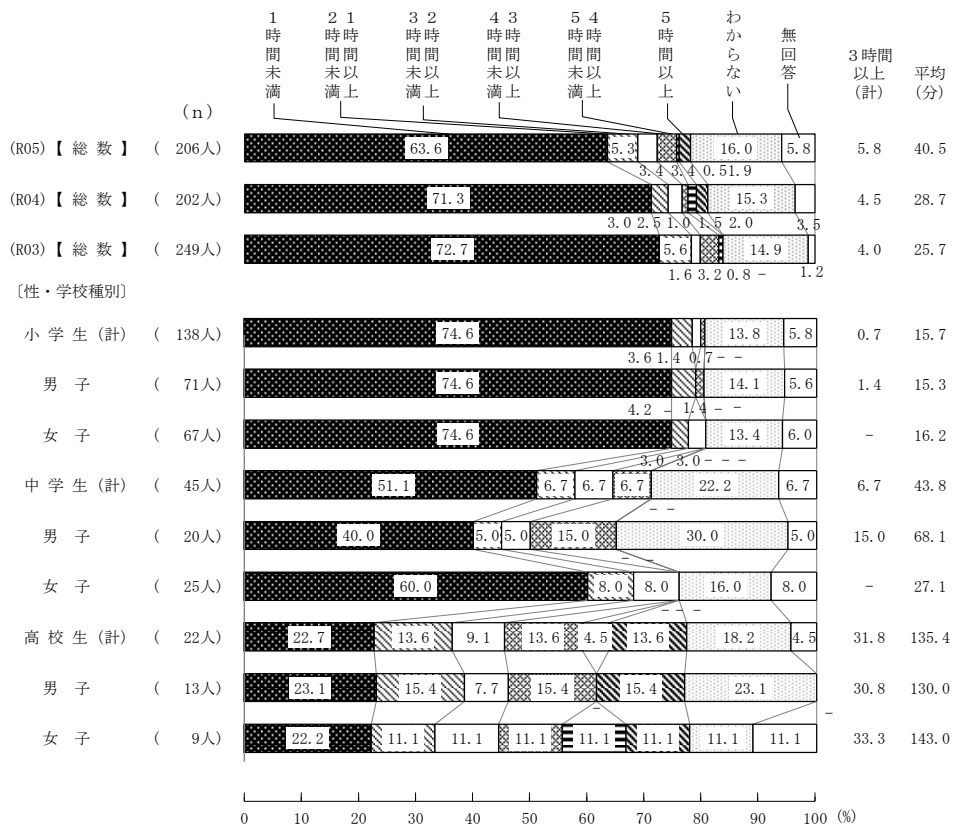 1時間未満
1時間以上2時間未満
2時間以上3時間未満
3時間以上4時間未満
4時間以上5時間未満
5時間以上
わからない
無回答
3時間以上(計)
平均(分)
(n)
(R05)【 総 数 】 ( 206人) 63.6 5.3 16.0 5.8 5.8 40.5
3.4 3.4 0.5 1.9
(R04)【 総 数 】 ( 202人) 71.3 15.3 4.5 28.7
3.0 2.5 1.0 1.5 2.0 3.5
(R03)【 総 数 】 ( 249人) 72.7 5.6 14.9 4.0 25.7
1.6 3.2 0.8 - 1.2
〔性・学校種別〕
小 学 生 (計) ( 138人) 74.6 13.8 5.8 0.7 15.7
3.6 1.4 0.7 - -
男 子 ( 71人) 74.6 14.1 5.6 1.4 15.3
4.2 - 1.4 - -
女 子 ( 67人) 74.6 13.4 6.0 - 16.2
3.0 3.0 - - -
中 学 生 (計) ( 45人) 51.1 6.7 6.7 6.7 22.2 6.7 6.7 43.8
- -
男 子 ( 20人) 40.0 5.0 5.0 15.0 30.0 5.0 15.0 68.1
- -
女 子 ( 25人) 60.0 8.0 8.0 16.0 8.0 - 27.1
- - -
高 校 生 (計) ( 22人) 22.7 13.6 9.1 13.6 4.5 13.6 18.2 4.5 31.8 135.4
男 子 ( 13人) 23.1 15.4 7.7 15.4 15.4 23.1 30.8 130.0
- -
女 子 ( 9人) 22.2 11.1 11.1 11.1 11.1 11.1 11.1 11.1 33.3 143.0
0 10 20 30 40 50 60 70 80 90 100 (%)